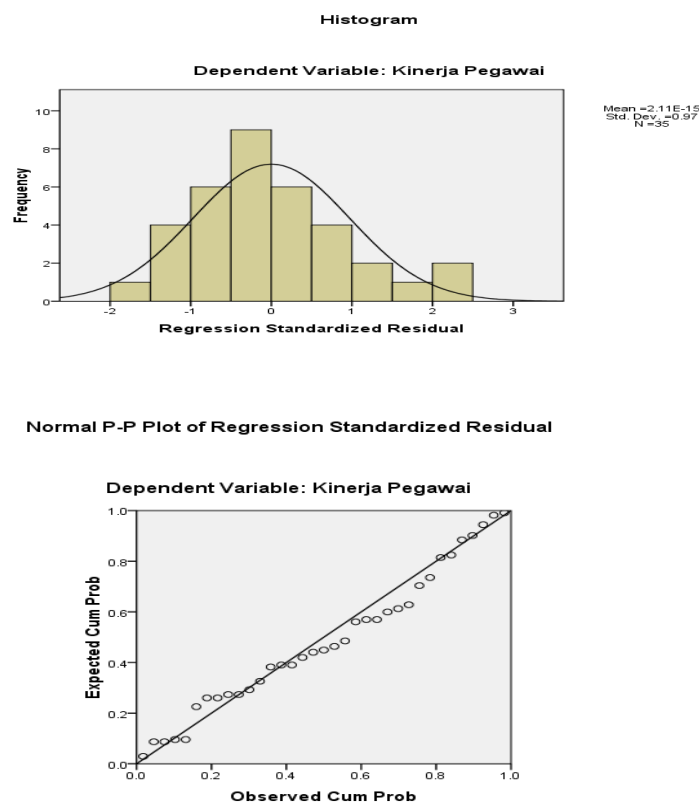 Histogram
Dependent Variable: Kinerja Pegawai
Mean =2.11E-15
Std. Dev. =0.97
N =35
Frequency
10
8
6
4
2
0
-2 -1 0 1 2 3
Regression Standardized Residual
Normal P-P Plot of Regression Standardized Residual
Dependent Variable: Kinerja Pegawai
Expected Cum Prob
1.0
0.8
0.6
0.4
0.2
0.0
0.0 0.2 0.4 0.6 0.8 1.0
Observed Cum Prob